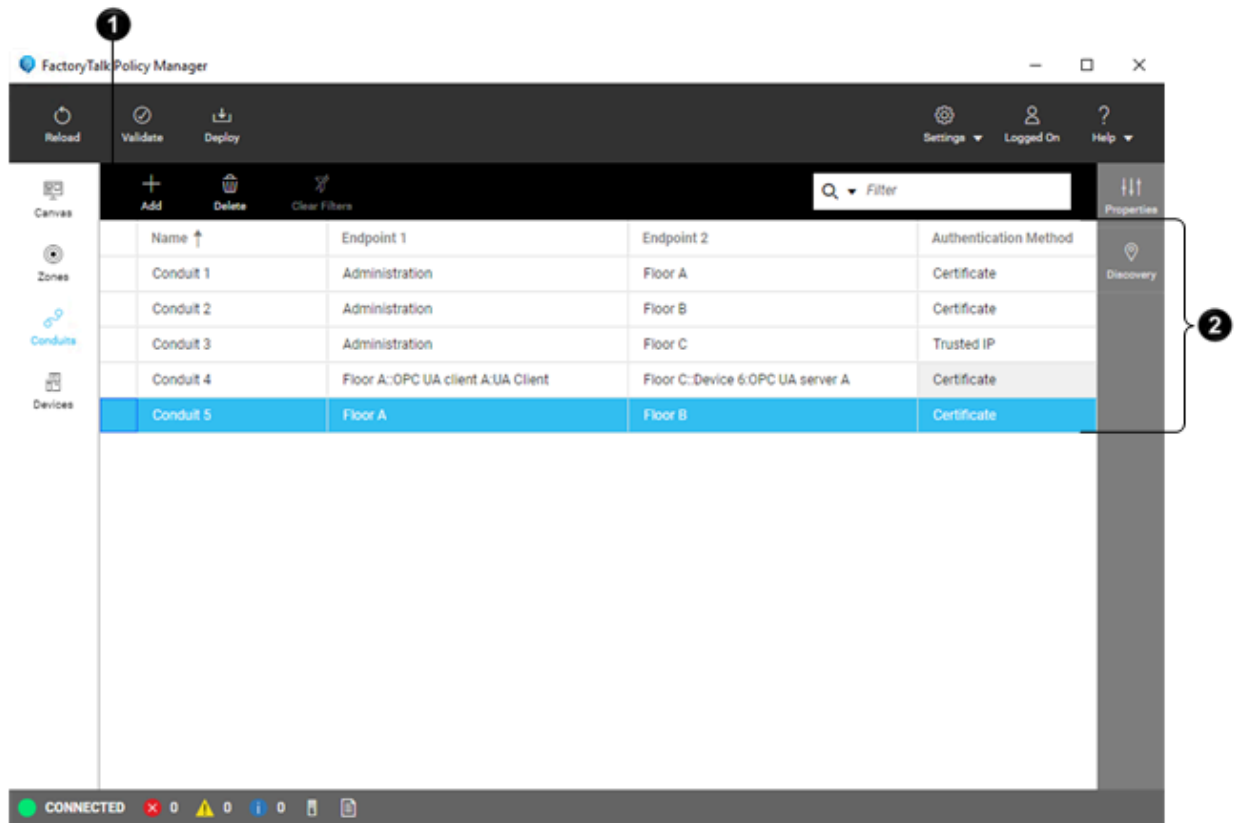 1
FactoryTalk Policy Manager
Reload Validate Deploy Settings Logged On Help
Canvas Add Delete Clear Filters Filter Properties
Name Endpoint 1 Endpoint 2 Authentication Method
Zones Conduit 1 Administration Floor A Certificate Discovery
Conduit 2 Administration Floor B Certificate
2
Conduits Conduit 3 Administration Floor C Trusted IP
Conduit 4 Floor A::OPC UA client A:UA Client Floor C::Device 6:OPC UA server A Certificate
Devices
Conduit 5 Floor A Floor B Certificate
CONNECTED 0 0 0